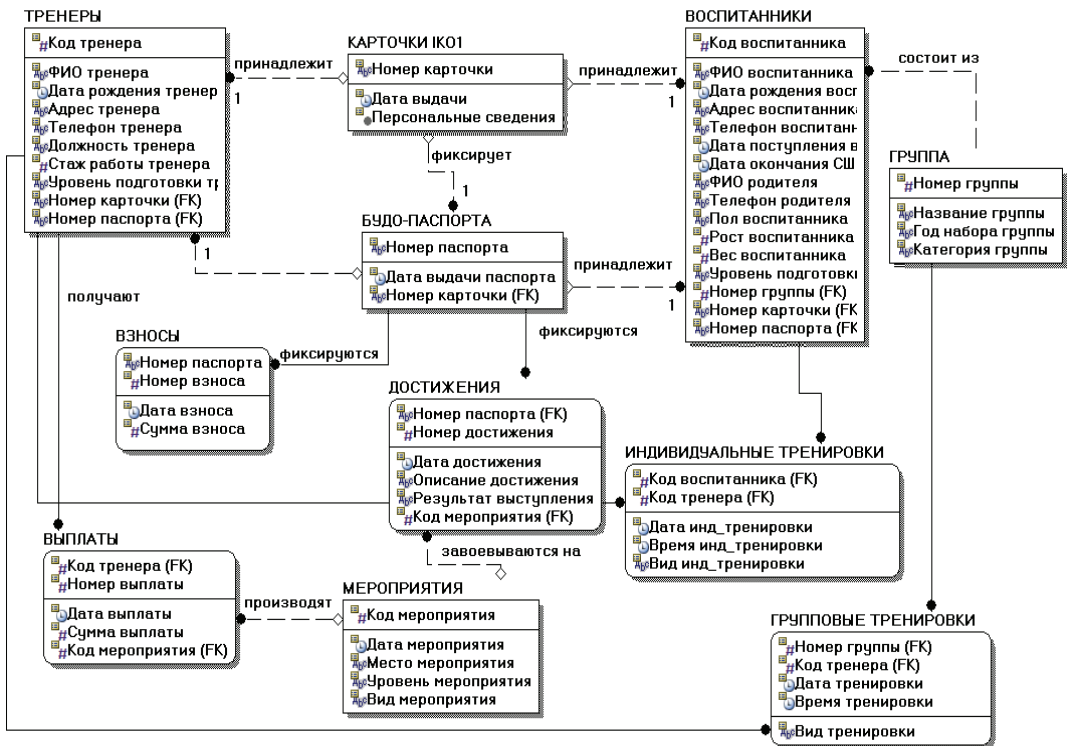 ТРЕНЕРЫ
Код тренера
ФИО тренера
Дата рождения тренер
Адрес тренера
Телефон тренера
Должность тренера
Стаж работы тренера
Уровень подготовки тр
Номер карточки (FK)
Номер паспорта (FK)
принадлежит
1
КАРТОЧКИ IKO1
Номер карточки
Дата выдачи
Персональные сведения
принадлежит
1
ВОСПИТАННИКИ
Код воспитанника
ФИО воспитанника
Дата рождения восп
Адрес воспитанник
Телефон воспитанн
Дата поступления в
Дата окончания СШ
ФИО родителя
Телефон родителя
Пол воспитанника
Рост воспитанника
Вес воспитанника
Уровень подготовки
Номер группы (FK)
Номер карточки (FK
Номер паспорта (FK
состоит из
ГРУППА
Номер группы
Название группы
Год набора группы
Категория группы
фиксирует
1
БУДО-ПАСПОРТА
Номер паспорта
Дата выдачи паспорта
Номер карточки (FK)
1
принадлежит
1
получают
фиксируются
фиксируются
ВЗНОСЫ
Номер паспорта
Номер взноса
Дата взноса
Сумма взноса
ДОСТИЖЕНИЯ
Номер паспорта (FK)
Номер достижения
Дата достижения
Описание достижения
Результат выступления
Код мероприятия (FK)
ИНДИВИДУАЛЬНЫЕ ТРЕНИРОВКИ
Код воспитанника (FK)
Код тренера (FK)
Дата инд_тренировки
Время инд_тренировки
Вид инд_тренировки
завоевываются на
ВЫПЛАТЫ
Код тренера (FK)
Номер выплаты
Дата выплаты
Сумма выплаты
Код мероприятия (FK)
производят
МЕРОПРИЯТИЯ
Код мероприятия
Дата мероприятия
Место мероприятия
Уровень мероприятия
Вид мероприятия
ГРУППОВЫЕ ТРЕНИРОВКИ
Номер группы (FK)
Код тренера (FK)
Дата тренировки
Время тренировки
Вид тренировки